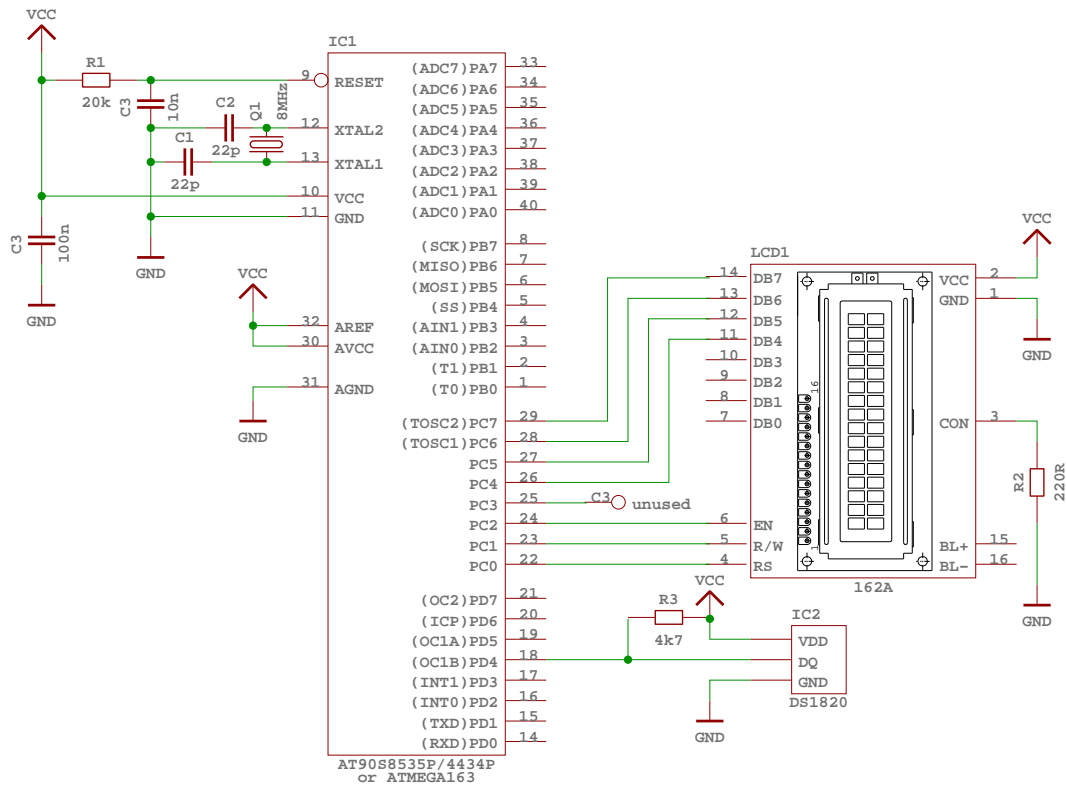 VCC
R1
20k
C3
10n
C2
22p
C1
22p
Q1
8MHz
C3
100n
GND
GND
VCC
GND
IC1
9 RESET
12 XTAL2
13 XTAL1
10 VCC
11 GND
32 AREF
30 AVCC
31 AGND
(ADC7)PA7 33
(ADC6)PA6 34
(ADC5)PA5 35
(ADC4)PA4 36
(ADC3)PA3 37
(ADC2)PA2 38
(ADC1)PA1 39
(ADC0)PA0 40
(SCK)PB7 8
(MISO)PB6 7
(MOSI)PB5 6
(SS)PB4 5
(AIN1)PB3 4
(AIN0)PB2 3
(T1)PB1 2
(T0)PB0 1
(TOSC2)PC7 29
(TOSC1)PC6 28
PC5 27
PC4 26
PC3 25
PC2 24
PC1 23
PC0 22
(OC2)PD7 21
(ICP)PD6 20
(OC1A)PD5 19
(OC1B)PD4 18
(INT1)PD3 17
(INT0)PD2 16
(TXD)PD1 15
(RXD)PD0 14
AT90S8535P/4434P
or ATMEGA163
C3 unused
LCD1
14 DB7
13 DB6
12 DB5
11 DB4
10 DB3
9 DB2
8 DB1
7 DB0
6 EN
5 R/W
4 RS
16
1
VCC 2
GND 1
CON 3
BL+ 15
BL- 16
162A
VCC
GND
R2
220R
GND
VCC
R3
4k7
IC2
VDD
DQ
GND
DS1820
GND